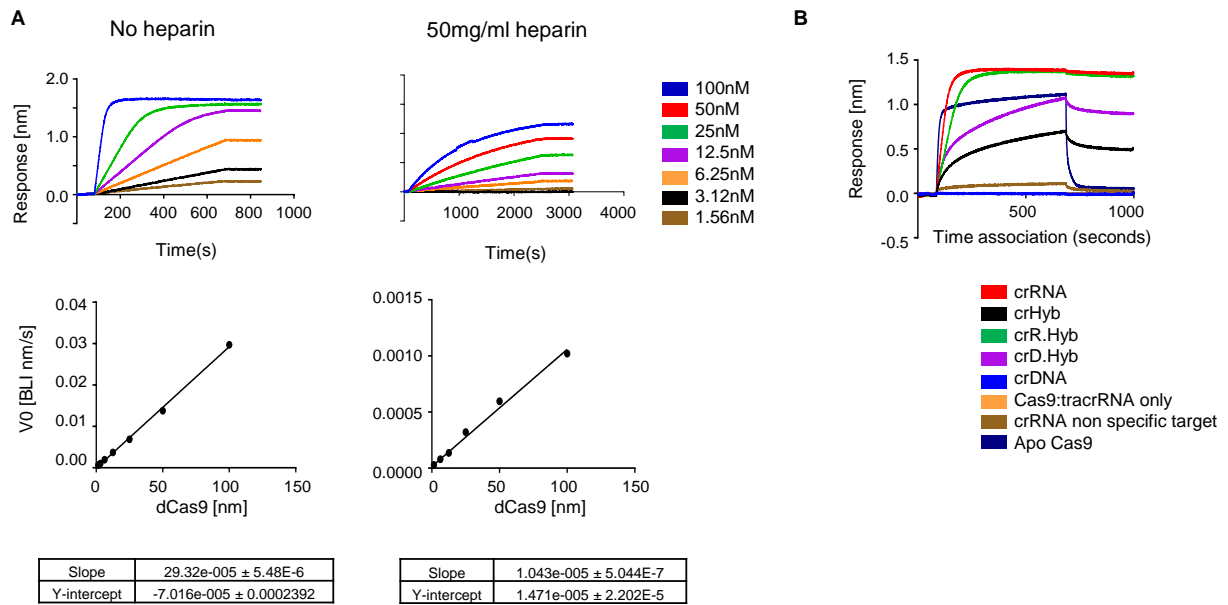 A
No heparin
50mg/ml heparin
Response [nm]
2.0
1.0
0.0
200
400
600
800
1000
Time(s)
1000
2000
3000
4000
Time(s)
100nM
50nM
25nM
12.5nM
6.25nM
3.12nM
1.56nM
V0 [BLI nm/s]
0.04
0.03
0.02
0.01
0.00
0
50
100
150
dCas9 [nm]
0.0015
0.0010
0.0005
0.0000
0
50
100
150
dCas9 [nm]
Slope 29.32e-005 ± 5.48E-6
Y-intercept -7.016e-005 ± 0.0002392
Slope 1.043e-005 ± 5.044E-7
Y-intercept 1.471e-005 ± 2.202E-5
B
Response [nm]
1.5
1.0
0.5
0.0
-0.5
500
1000
Time association (seconds)
crRNA
crHyb
crR.Hyb
crD.Hyb
crDNA
Cas9:tracrRNA only
crRNA non specific target
Apo Cas9